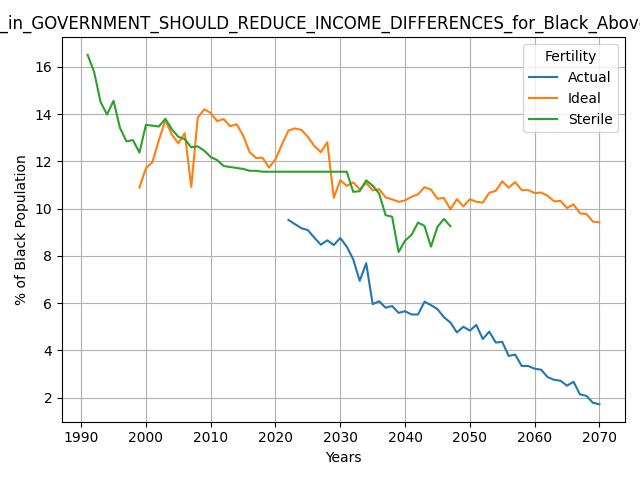 _in_GOVERNMENT_SHOULD_REDUCE_INCOME_DIFFERENCES_for_Black_Above
Fertility
Actual
Ideal
Sterile
% of Black Population
16
14
12
10
8
6
4
2
1990 2000 2010 2020 2030 2040 2050 2060 2070
Years